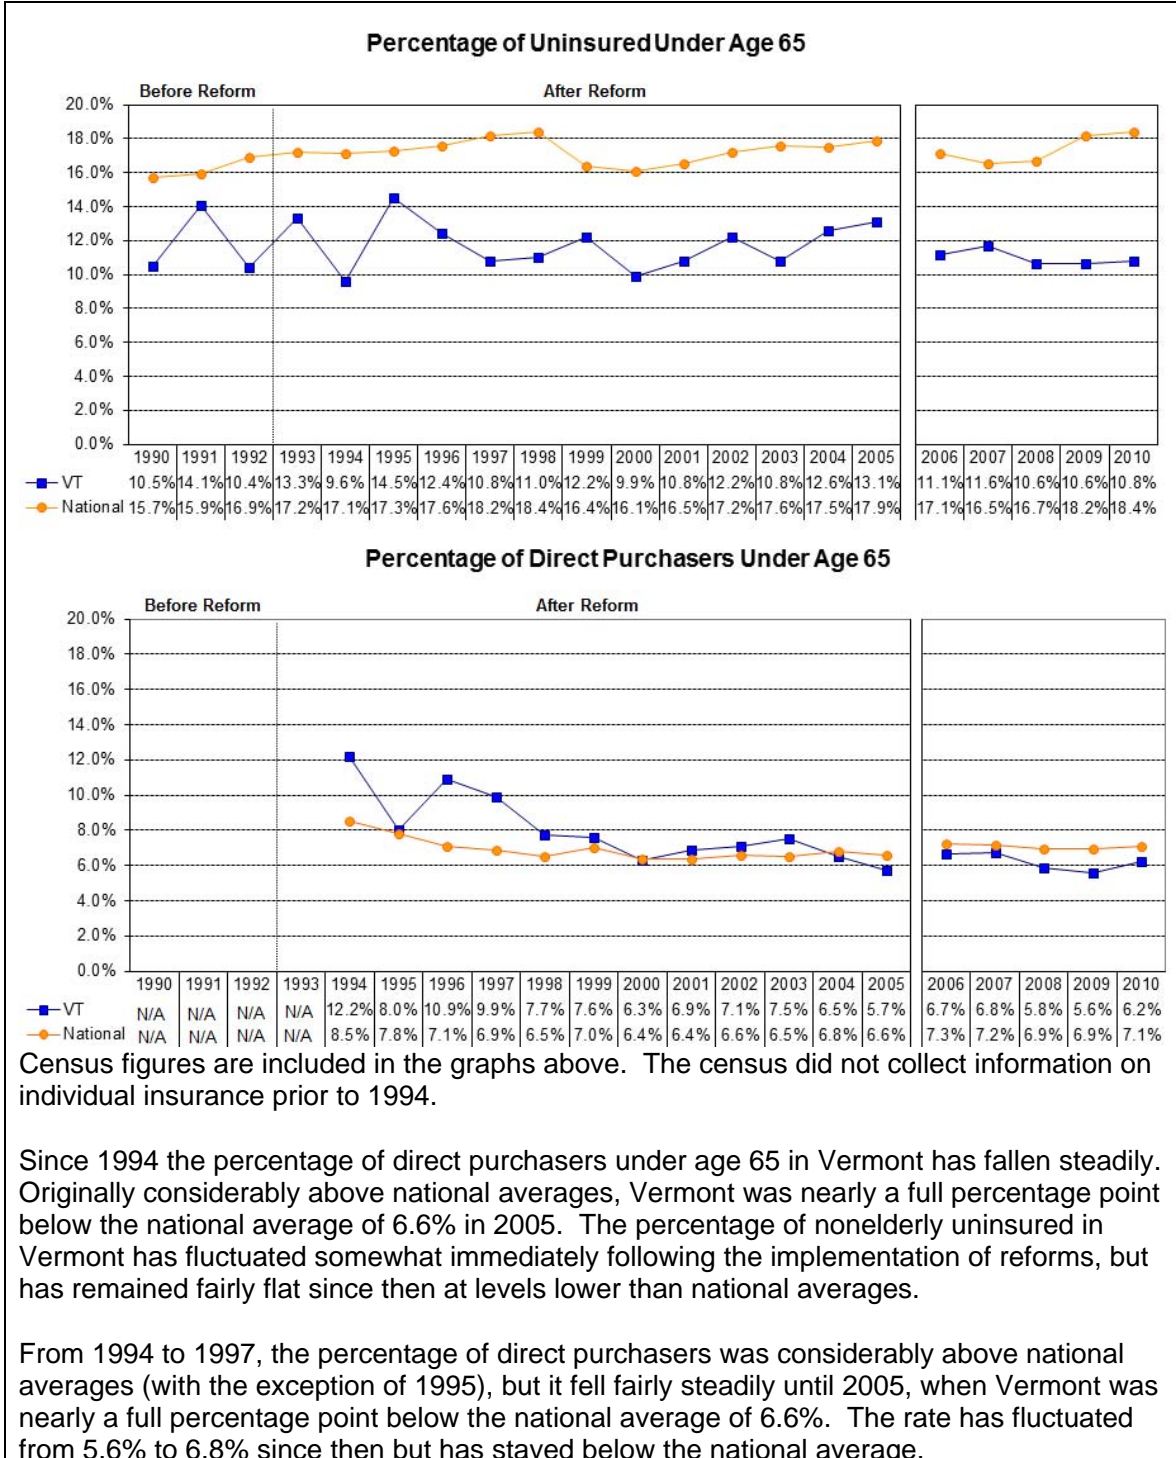 Percentage of Uninsured Under Age 65
Before Reform After Reform
20.0%
18.0%
16.0%
14.0%
12.0%
10.0%
8.0%
6.0%
4.0%
2.0%
0.0%
1990 1991 1992 1993 1994 1995 1996 1997 1998 1999 2000 2001 2002 2003 2004 2005 2006 2007 2008 2009 2010
VT 10.5% 14.1% 10.4% 13.3% 9.6% 14.5% 12.4% 10.8% 11.0% 12.2% 9.9% 10.8% 12.2% 10.8% 12.6% 13.1% 11.1% 11.6% 10.6% 10.6% 10.8%
National 15.7% 15.9% 16.9% 17.2% 17.1% 17.3% 17.6% 18.2% 18.4% 16.4% 16.1% 16.5% 17.2% 17.6% 17.5% 17.9% 17.1% 16.5% 16.7% 18.2% 18.4%
Percentage of Direct Purchasers Under Age 65
Before Reform After Reform
20.0%
18.0%
16.0%
14.0%
12.0%
10.0%
8.0%
6.0%
4.0%
2.0%
0.0%
1990 1991 1992 1993 1994 1995 1996 1997 1998 1999 2000 2001 2002 2003 2004 2005 2006 2007 2008 2009 2010
VT N/A N/A N/A N/A 12.2% 8.0% 10.9% 9.9% 7.7% 7.6% 6.3% 6.9% 7.1% 7.5% 6.5% 5.7% 6.7% 6.8% 5.8% 5.6% 6.2%
National N/A N/A N/A N/A 8.5% 7.8% 7.1% 6.9% 6.5% 7.0% 6.4% 6.4% 6.6% 6.5% 6.8% 6.6% 7.3% 7.2% 6.9% 6.9% 7.1%
Census figures are included in the graphs above. The census did not collect information on
individual insurance prior to 1994.
Since 1994 the percentage of direct purchasers under age 65 in Vermont has fallen steadily.
Originally considerably above national averages, Vermont was nearly a full percentage point
below the national average of 6.6% in 2005. The percentage of nonelderly uninsured in
Vermont has fluctuated somewhat immediately following the implementation of reforms, but
has remained fairly flat since then at levels lower than national averages.
From 1994 to 1997, the percentage of direct purchasers was considerably above national
averages (with the exception of 1995), but it fell fairly steadily until 2005, when Vermont was
nearly a full percentage point below the national average of 6.6%. The rate has fluctuated
from 5.6% to 6.8% since then but has stayed below the national average.